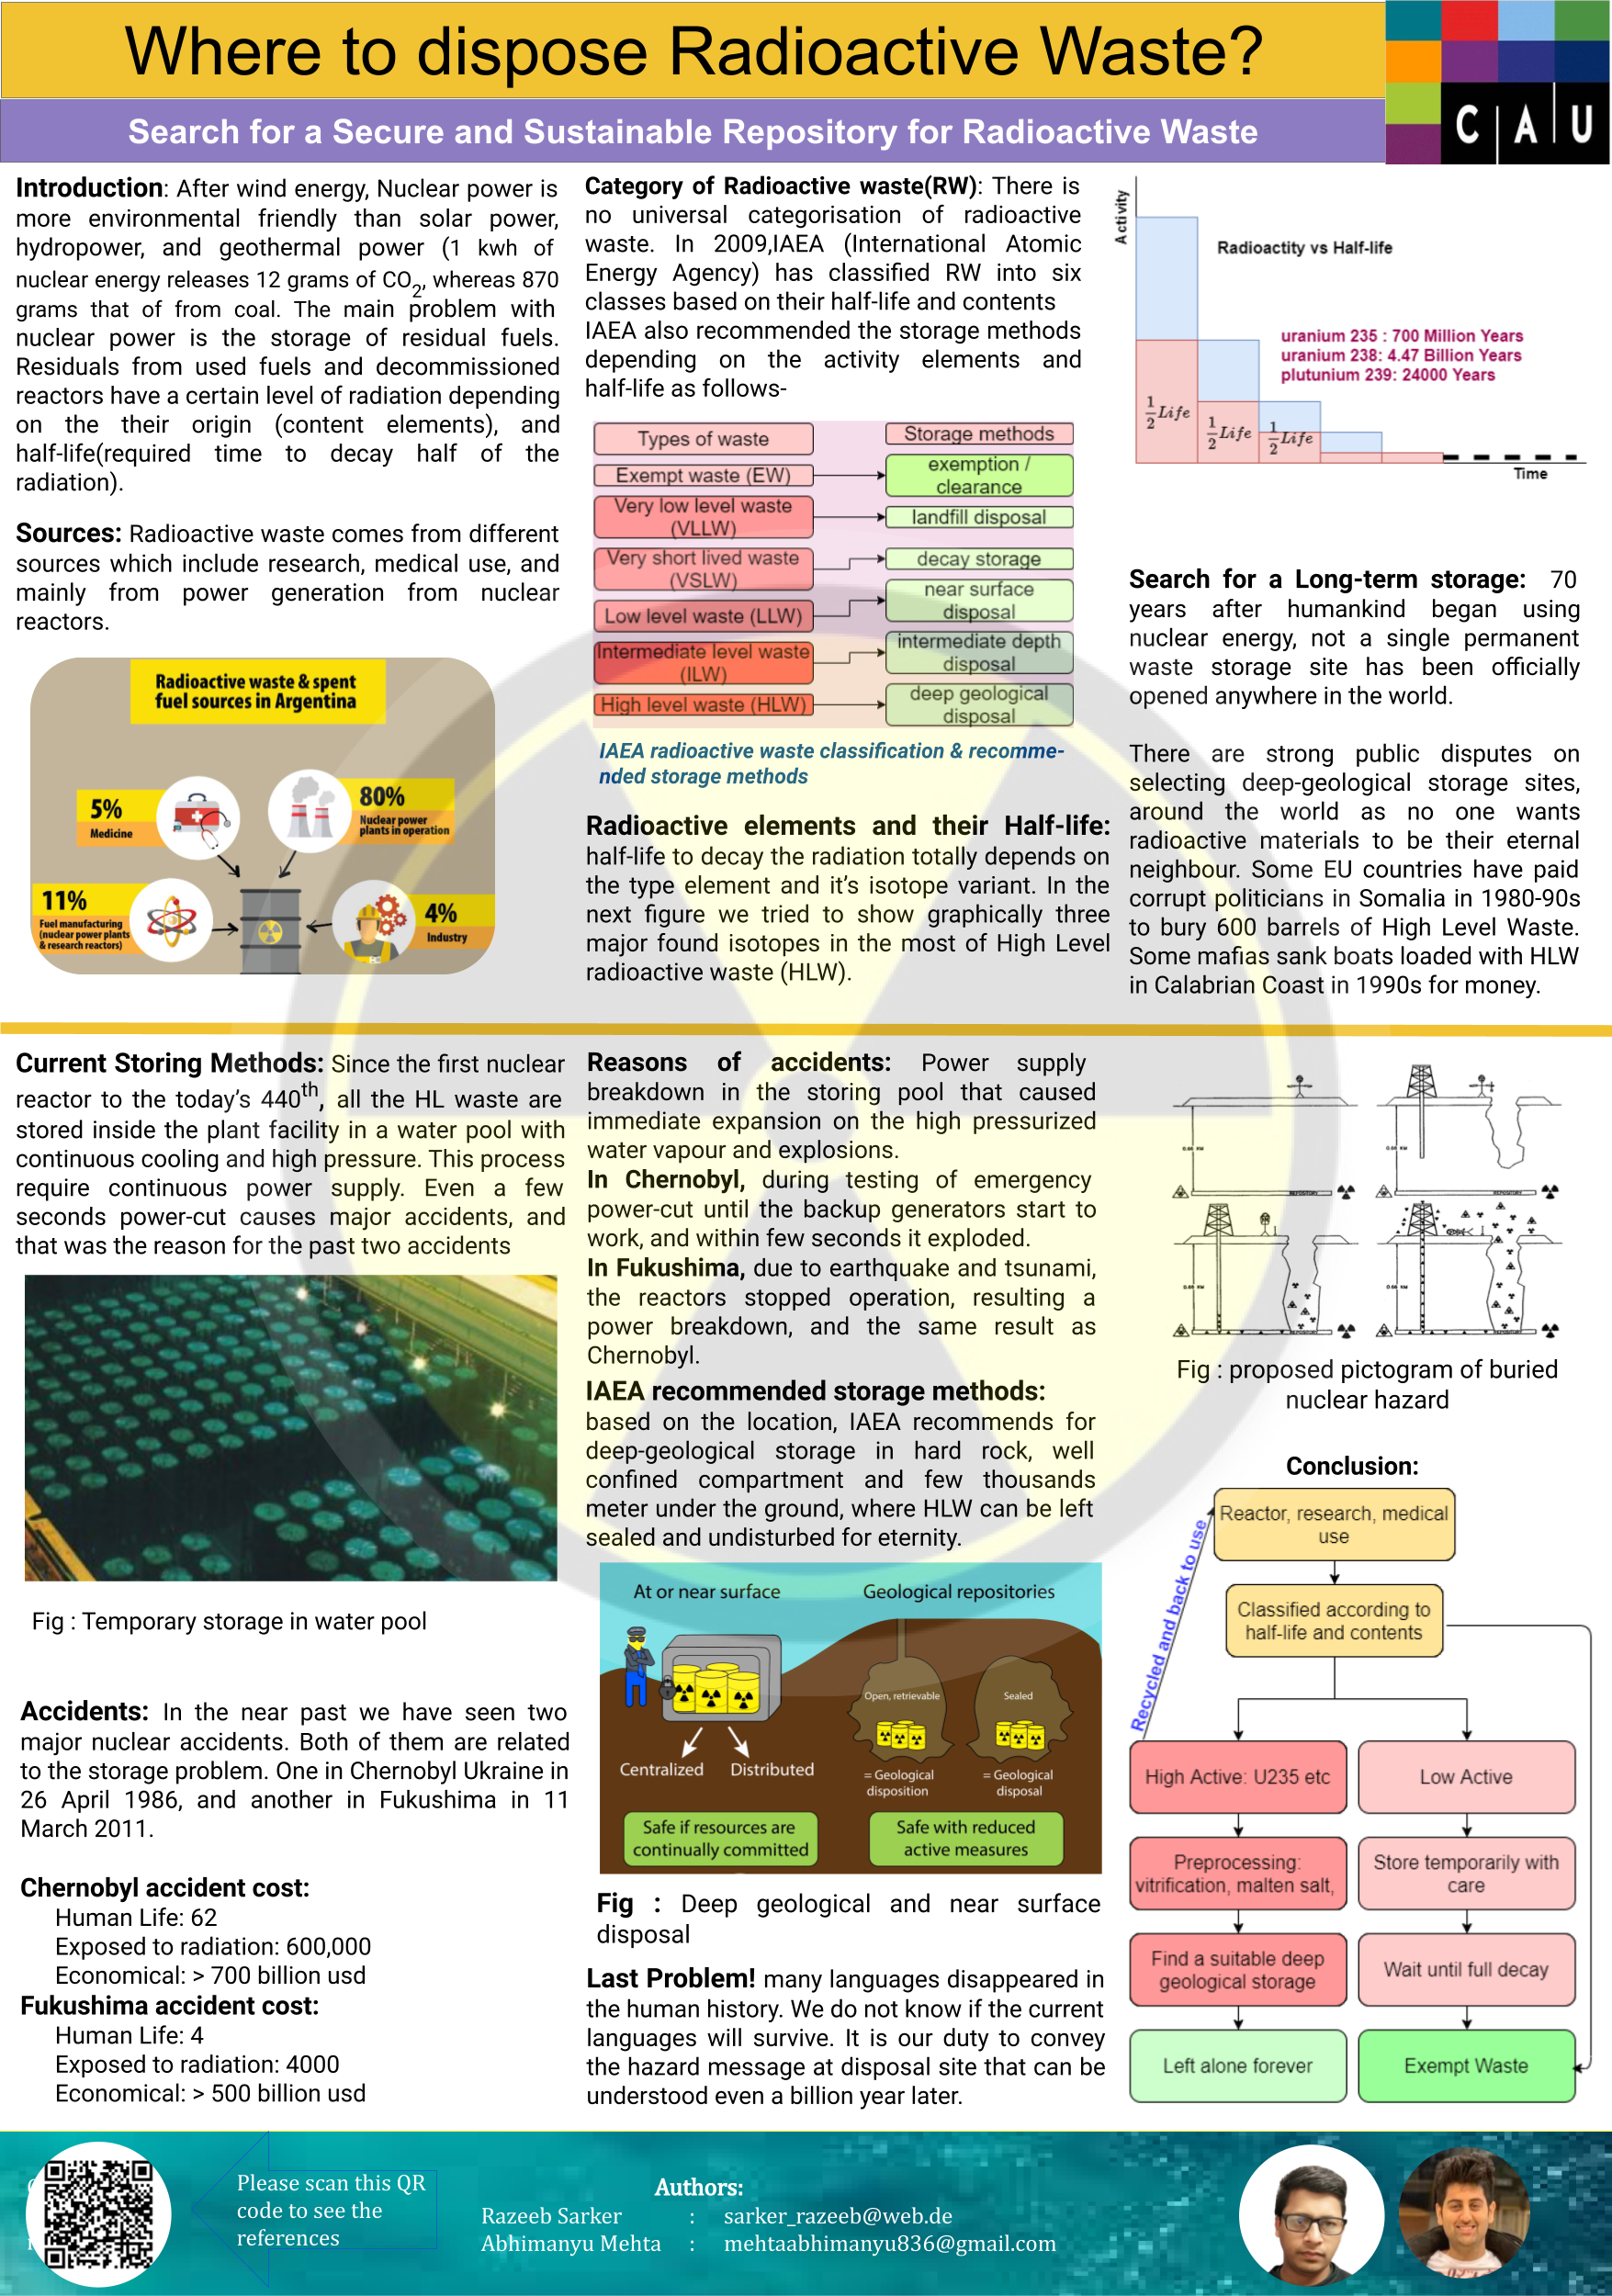 Where to dispose Radioactive Waste?
Search for a Secure and Sustainable Repository for Radioactive Waste
C A U
Introduction: After wind energy, Nuclear power is
more environmental friendly than solar power,
hydropower, and geothermal power (1 kwh of
nuclear energy releases 12 grams of CO2, whereas 870
grams that of from coal. The main problem with
nuclear power is the storage of residual fuels.
Residuals from used fuels and decommissioned
reactors have a certain level of radiation depending
on the their origin (content elements), and
half-life(required time to decay half of the
radiation).
Sources: Radioactive waste comes from different
sources which include research, medical use, and
mainly from power generation from nuclear
reactors.
Radioactive waste & spent
fuel sources in Argentina
5%
Medicine
80%
Nuclear power
plants in operation
11%
Fuel manufacturing
(nuclear power plants
& research reactors)
4%
Industry
Category of Radioactive waste(RW): There is
no universal categorisation of radioactive
waste. In 2009,IAEA (International Atomic
Energy Agency) has classified RW into six
classes based on their half-life and contents
IAEA also recommended the storage methods
depending on the activity elements and
half-life as follows-
Types of waste
Storage methods
Exempt waste (EW)
exemption /
clearance
Very low level waste
(VLLW)
landfill disposal
Very short lived waste
(VSLW)
decay storage
Low level waste (LLW)
near surface
disposal
Intermediate level waste
(ILW)
intermediate depth
disposal
High level waste (HLW)
deep geological
disposal
IAEA radioactive waste classification & recomme-
nded storage methods
Radioactive elements and their Half-life:
half-life to decay the radiation totally depends on
the type element and it's isotope variant. In the
next figure we tried to show graphically three
major found isotopes in the most of High Level
radioactive waste (HLW).
Activity
Radioactity vs Half-life
uranium 235 : 700 Million Years
uranium 238: 4.47 Billion Years
plutunium 239: 24000 Years
1/2 Life
1/2 Life
1/2 Life
Time
Search for a Long-term storage: 70
years after humankind began using
nuclear energy, not a single permanent
waste storage site has been officially
opened anywhere in the world.
There are strong public disputes on
selecting deep-geological storage sites,
around the world as no one wants
radioactive materials to be their eternal
neighbour. Some EU countries have paid
corrupt politicians in Somalia in 1980-90s
to bury 600 barrels of High Level Waste.
Some mafias sank boats loaded with HLW
in Calabrian Coast in 1990s for money.
Current Storing Methods: Since the first nuclear
reactor to the today's 440th, all the HL waste are
stored inside the plant facility in a water pool with
continuous cooling and high pressure. This process
require continuous power supply. Even a few
seconds power-cut causes major accidents, and
that was the reason for the past two accidents
Fig : Temporary storage in water pool
Accidents: In the near past we have seen two
major nuclear accidents. Both of them are related
to the storage problem. One in Chernobyl Ukraine in
26 April 1986, and another in Fukushima in 11
March 2011.
Chernobyl accident cost:
Human Life: 62
Exposed to radiation: 600,000
Economical: > 700 billion usd
Fukushima accident cost:
Human Life: 4
Exposed to radiation: 4000
Economical: > 500 billion usd
Reasons of accidents: Power supply
breakdown in the storing pool that caused
immediate expansion on the high pressurized
water vapour and explosions.
In Chernobyl, during testing of emergency
power-cut until the backup generators start to
work, and within few seconds it exploded.
In Fukushima, due to earthquake and tsunami,
the reactors stopped operation, resulting a
power breakdown, and the same result as
Chernobyl.
IAEA recommended storage methods:
based on the location, IAEA recommends for
deep-geological storage in hard rock, well
confined compartment and few thousands
meter under the ground, where HLW can be left
sealed and undisturbed for eternity.
At or near surface
Geological repositories
Open, retrievable
Sealed
Centralized
Distributed
= Geological
disposition
= Geological
disposal
Safe if resources are
continually committed
Safe with reduced
active measures
Fig : Deep geological and near surface
disposal
Last Problem! many languages disappeared in
the human history. We do not know if the current
languages will survive. It is our duty to convey
the hazard message at disposal site that can be
understood even a billion year later.
REPOSITORY
REPOSITORY
REPOSITORY
REPOSITORY
Fig : proposed pictogram of buried
nuclear hazard
Conclusion:
Reactor, research, medical
use
Recycled and back to use
Classified according to
half-life and contents
High Active: U235 etc
Low Active
Preprocessing:
vitrification, malten salt,
Store temporarily with
care
Find a suitable deep
geological storage
Wait until full decay
Left alone forever
Exempt Waste
Please scan this QR
code to see the
references
Authors:
Razeeb Sarker : sarker_razeeb@web.de
Abhimanyu Mehta : mehtaabhimanyu836@gmail.com